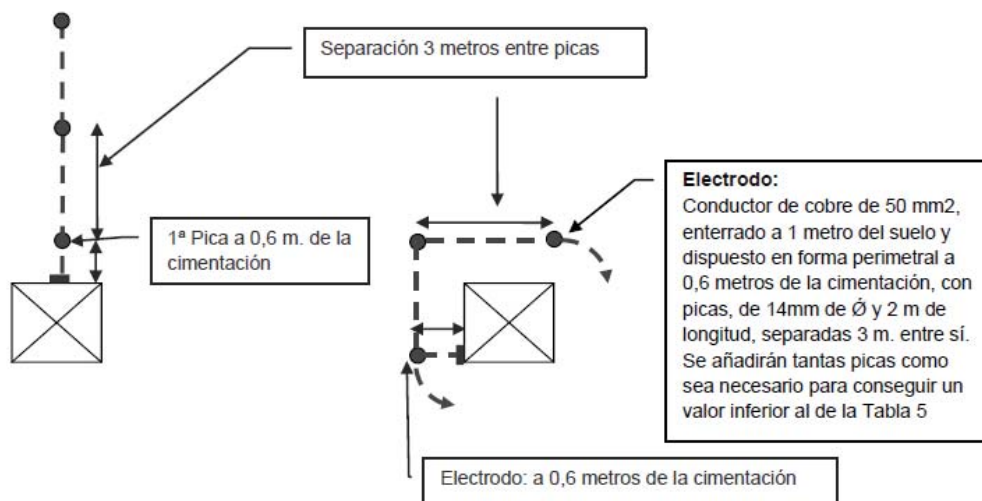 Separación 3 metros entre picas
1ª Pica a 0,6 m. de la
cimentación
Electrodo:
Conductor de cobre de 50 mm2,
enterrado a 1 metro del suelo y
dispuesto en forma perimetral a
0,6 metros de la cimentación, con
picas, de 14mm de Ǿ y 2 m de
longitud, separadas 3 m. entre sí.
Se añadirán tantas picas como
sea necesario para conseguir un
valor inferior al de la Tabla 5
Electrodo: a 0,6 metros de la cimentación